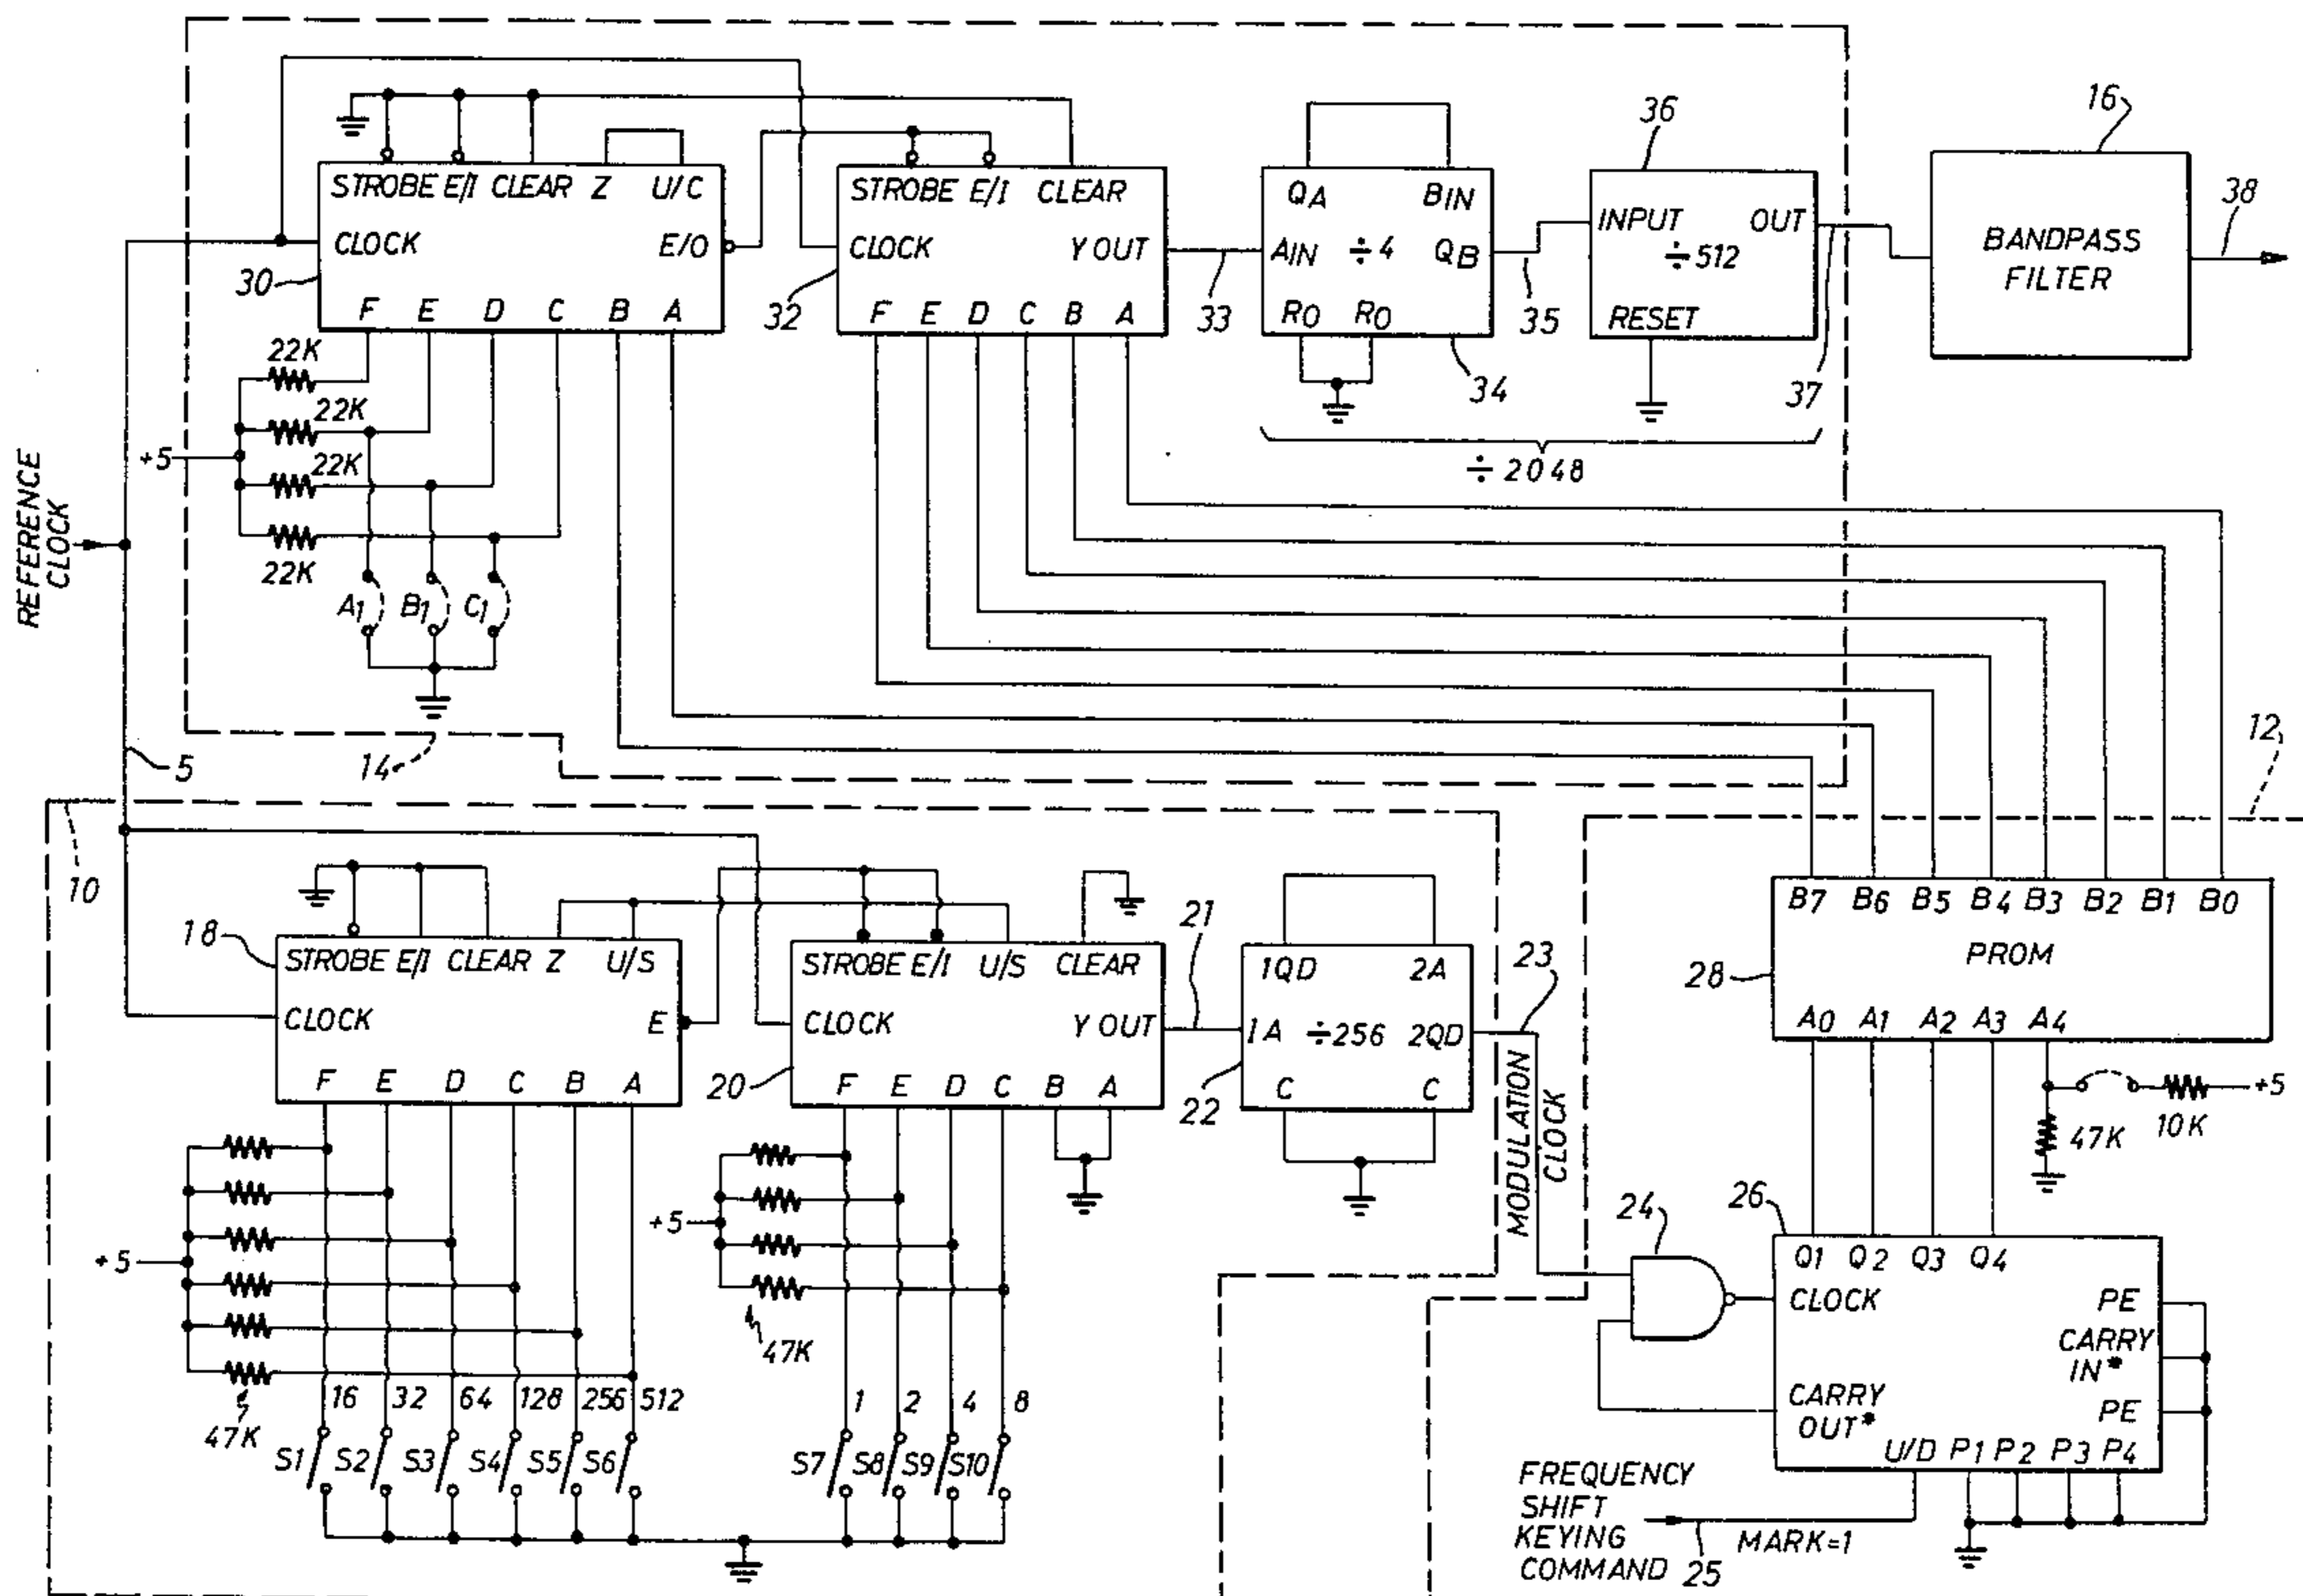 STROBE E/I CLEAR Z U/C
CLOCK E/O
30
F E D C B A
22K
22K
22K
22K
+5
A1 B1 C1
REFERENCE
CLOCK
5
14
STROBE E/I CLEAR
CLOCK Y OUT
32
F E D C B A
33
QA BIN
AIN ÷4 QB
RO RO
34
35
36
INPUT OUT
÷512
RESET
37
÷2048
16
BANDPASS
FILTER
38
12
10
18
STROBE E/I CLEAR Z U/S
CLOCK E
F E D C B A
+5
47K
16 32 64 128 256 512
S1 S2 S3 S4 S5 S6
STROBE E/I U/S CLEAR
CLOCK Y OUT
20
F E D C B A
+5
47K
1 2 4 8
S7 S8 S9 S10
21
1QD 2A
1A ÷256 2QD
C C
22
23
MODULATION
CLOCK
B7 B6 B5 B4 B3 B2 B1 B0
PROM
28
A0 A1 A2 A3 A4
+5
47K
10K
24
26
Q1 Q2 Q3 Q4
CLOCK PE
CARRY
IN*
CARRY
OUT*
PE
U/D P1 P2 P3 P4
FREQUENCY
SHIFT
KEYING
COMMAND
25
MARK=1